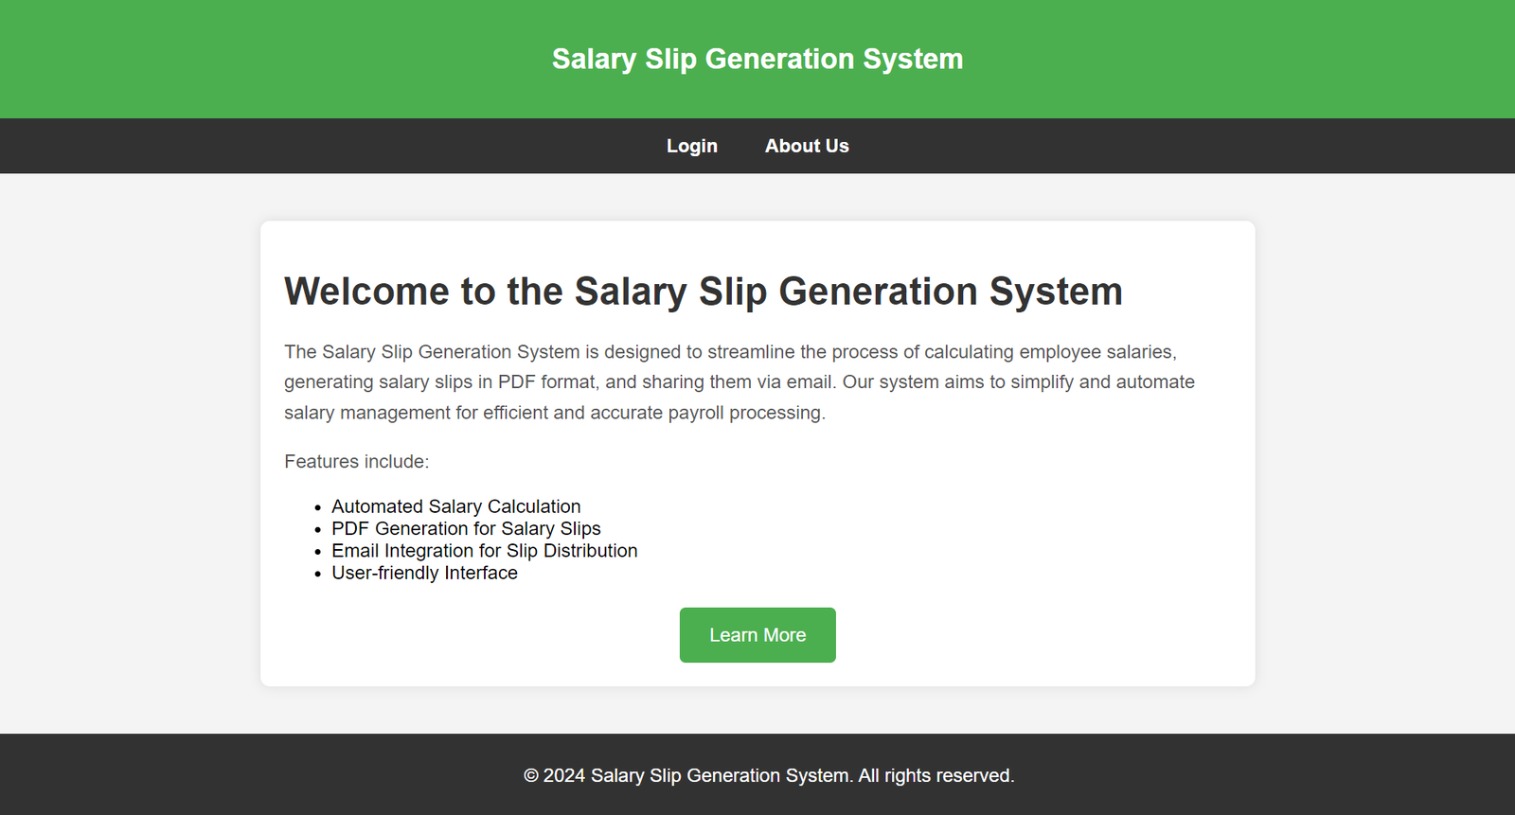 Salary Slip Generation System
Login About Us
Welcome to the Salary Slip Generation System
The Salary Slip Generation System is designed to streamline the process of calculating employee salaries,
generating salary slips in PDF format, and sharing them via email. Our system aims to simplify and automate
salary management for efficient and accurate payroll processing.
Features include:
• Automated Salary Calculation
• PDF Generation for Salary Slips
• Email Integration for Slip Distribution
• User-friendly Interface
Learn More
© 2024 Salary Slip Generation System. All rights reserved.